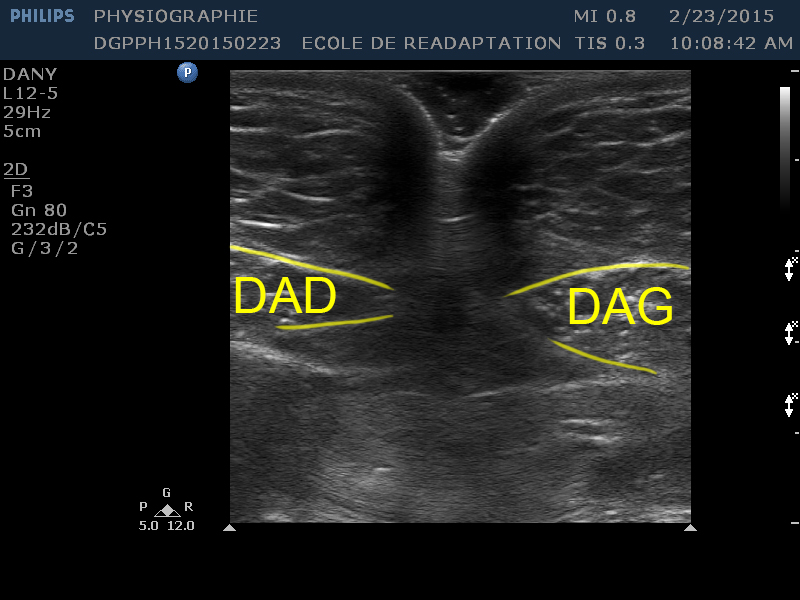 PHILIPS PHYSIOGRAPHIE MI 0.8 2/23/2015
DGPPH1520150223 ECOLE DE READAPTATION TIS 0.3 10:08:42 AM
DANY
L12-5
29Hz
5cm
2D
F3
Gn 80
232dB/C5
G/3/2
P
DAD
DAG
G
P R
5.0 12.0